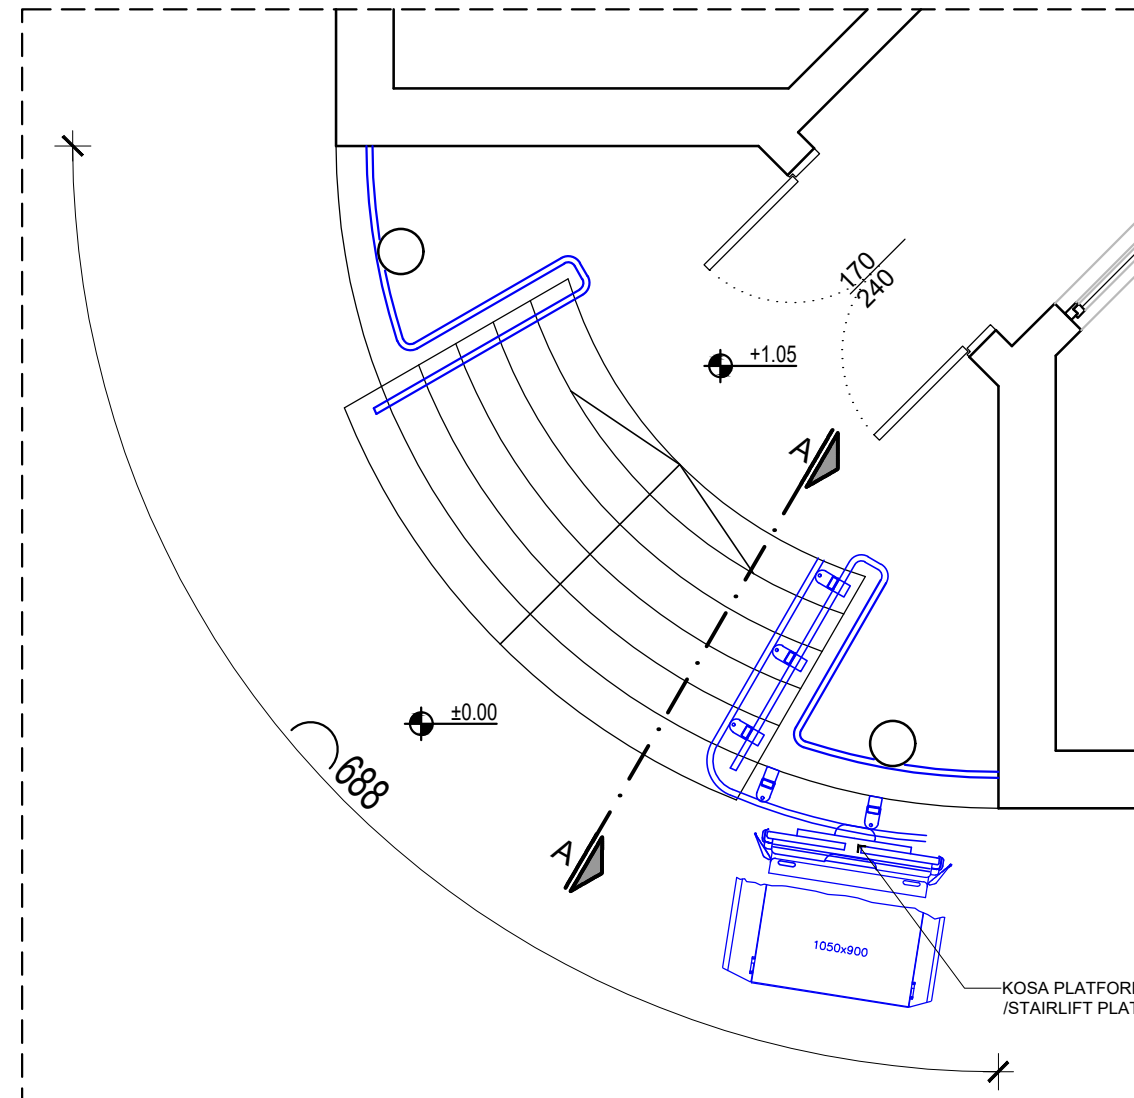 170
240
+1.05
A
±0.00
688
A
1050x900
KOSA PLATFOR
/STAIRLIFT PLAT